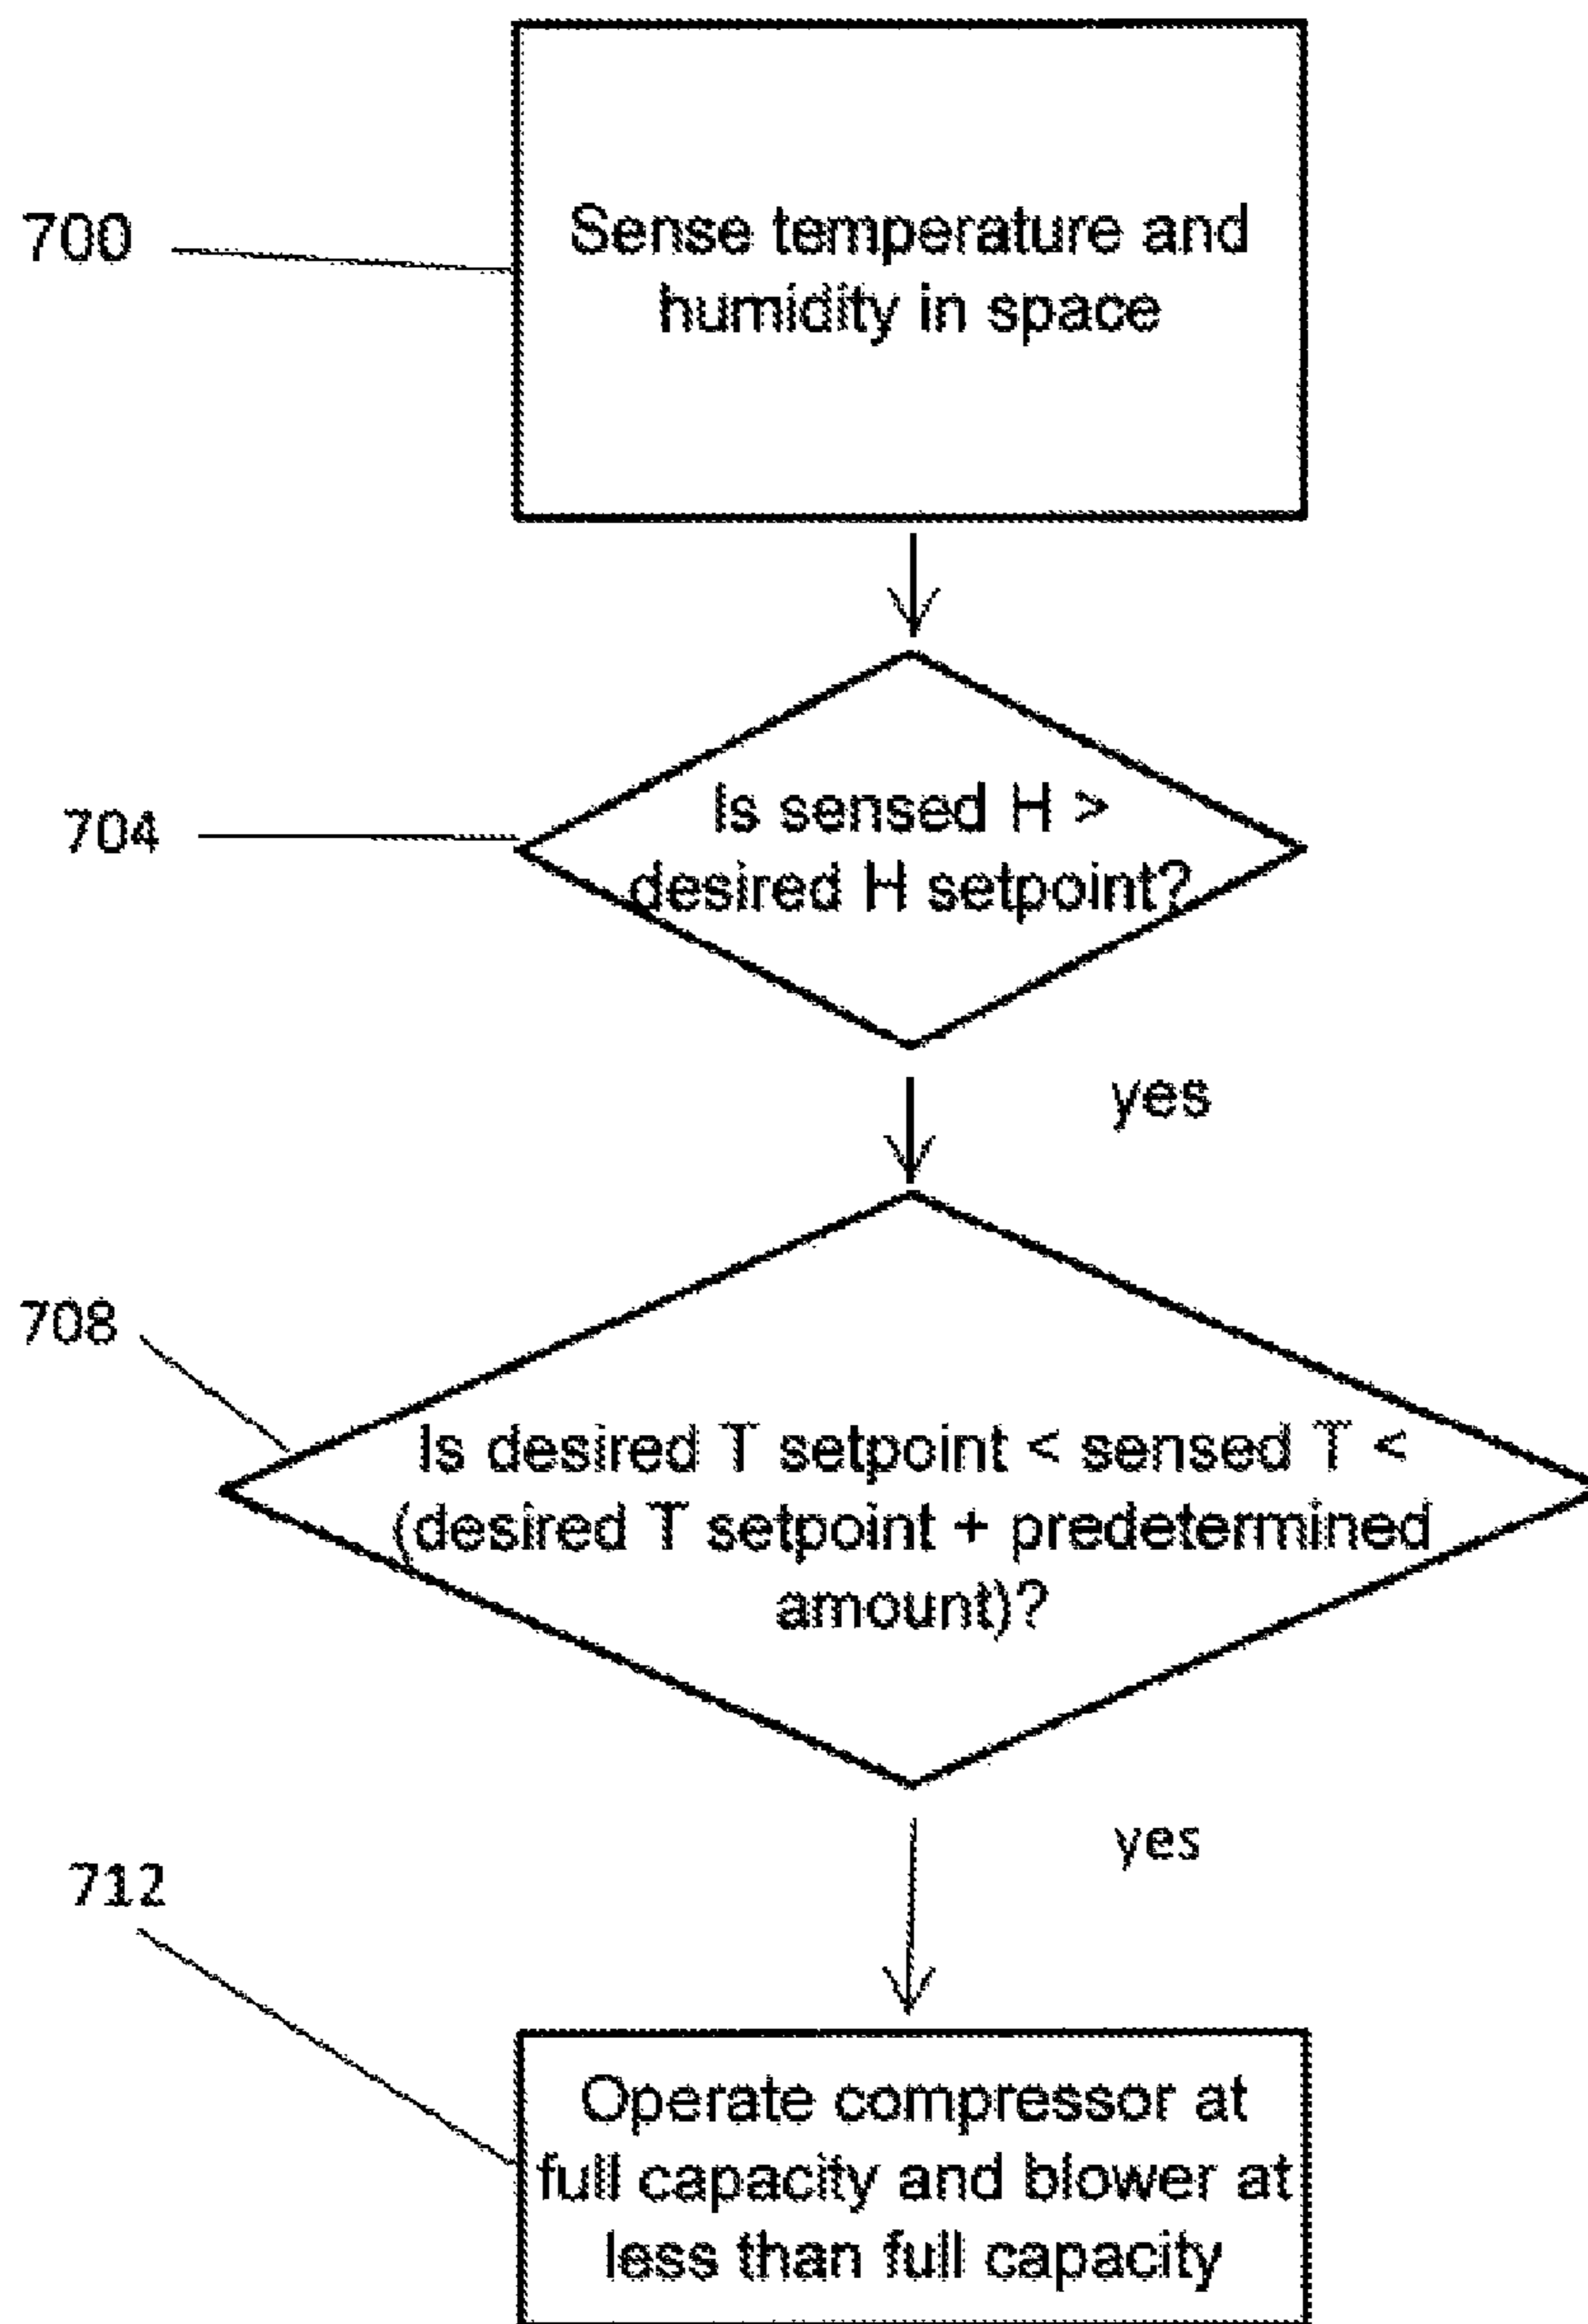 700
Sense temperature and
humidity in space
704
Is sensed H >
desired H setpoint?
yes
708
Is desired T setpoint < sensed T <
(desired T setpoint + predetermined
amount)?
yes
712
Operate compressor at
full capacity and blower at
less than full capacity